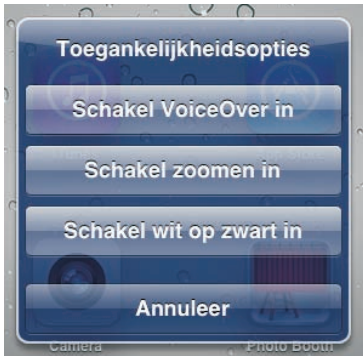 Toegankelijkheidsopties
Schakel VoiceOver in
Schakel zoomen in
Schakel wit op zwart in
Annuleer
Camera
Photo Booth